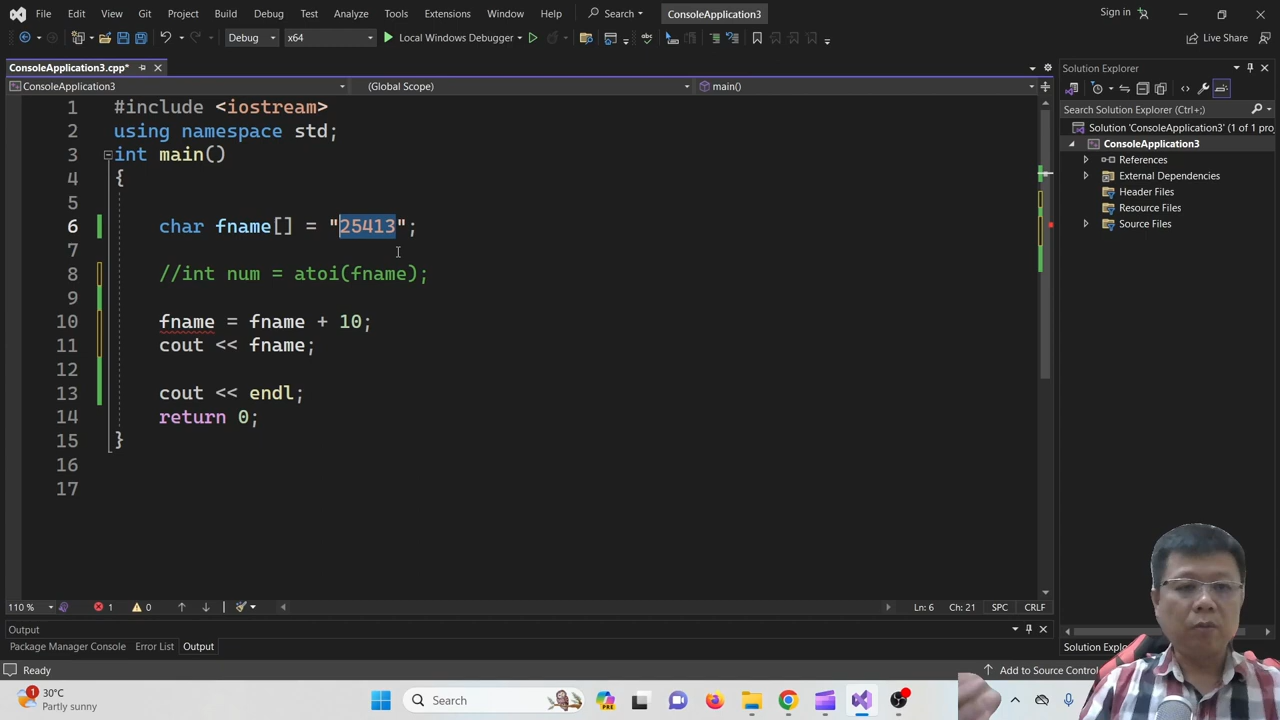 File Edit View Git Project Build Debug Test Analyze Tools Extensions Window Help Search ConsoleApplication3 Sign in
Debug x64 Local Windows Debugger Live Share
ConsoleApplication3.cpp* Solution Explorer
ConsoleApplication3 (Global Scope) main()
Search Solution Explorer (Ctrl+;)
Solution 'ConsoleApplication3' (1 of 1 pro
ConsoleApplication3
References
External Dependencies
Header Files
Resource Files
Source Files
1 #include <iostream>
2 using namespace std;
3 int main()
4 {
5
6 char fname[] = "25413";
7
8 //int num = atoi(fname);
9
10 fname = fname + 10;
11 cout << fname;
12
13 cout << endl;
14 return 0;
15 }
16
17
110 % 1 0 Ln: 6 Ch: 21 SPC CRLF
Output
Package Manager Console Error List Output Solution Explo
Ready Add to Source Control
1 30°C
Partly sunny
Search
PRE